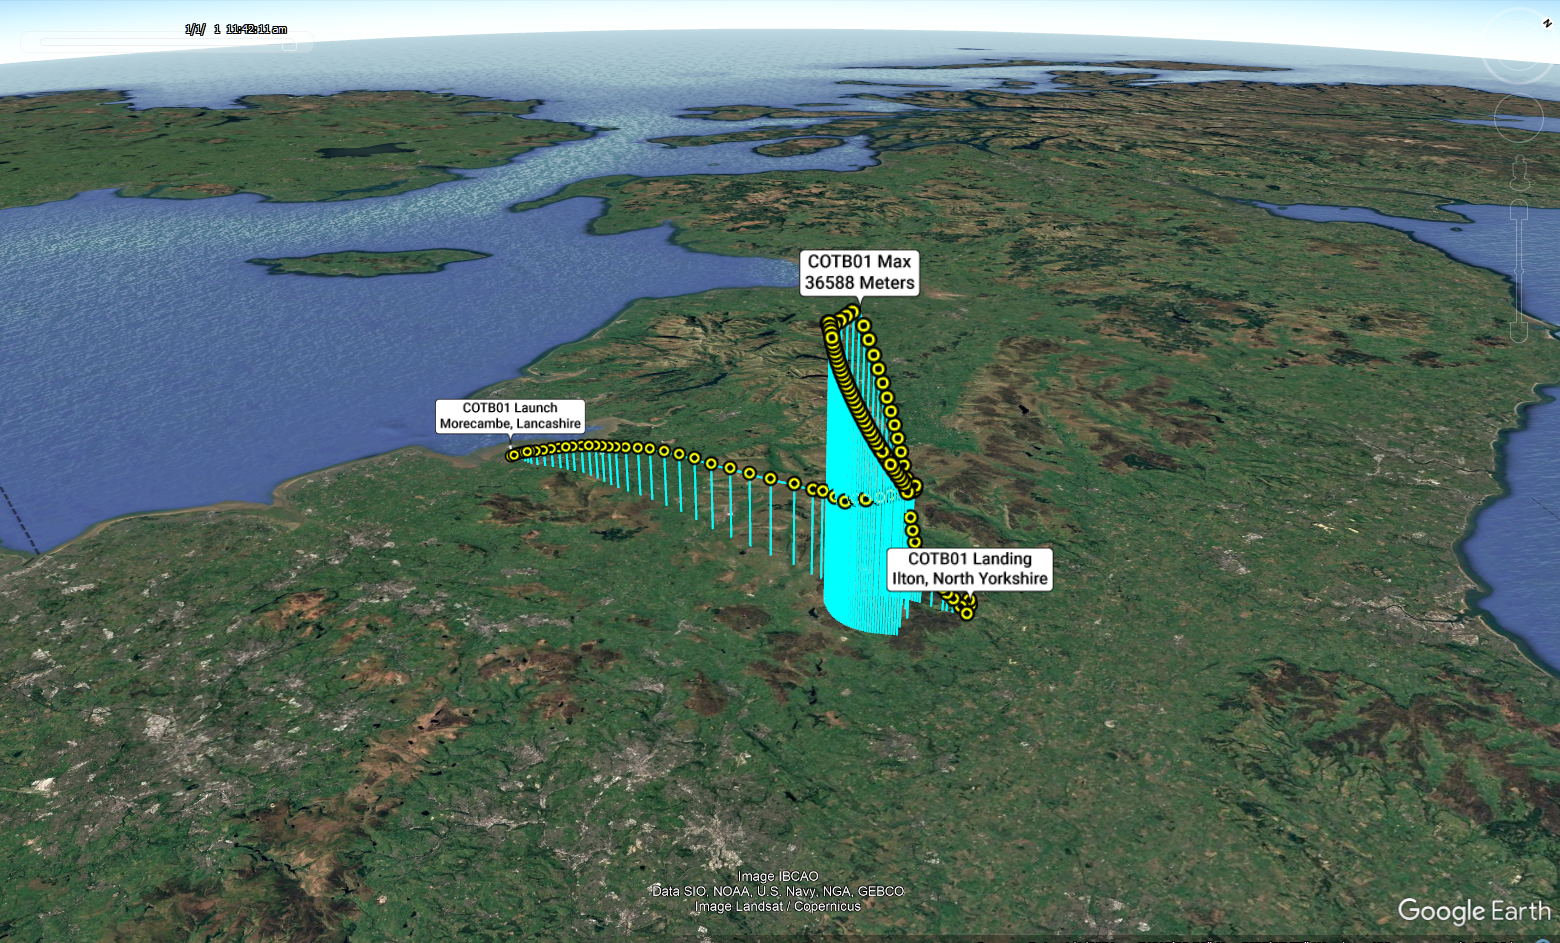 1/1/ 1 11:42:11 am
N
COTB01 Max
36588 Meters
COTB01 Launch
Morecambe, Lancashire
COTB01 Landing
Ilton, North Yorkshire
Image IBCAO
Data SIO, NOAA, U.S. Navy, NGA, GEBCO
Image Landsat / Copernicus
Google Earth